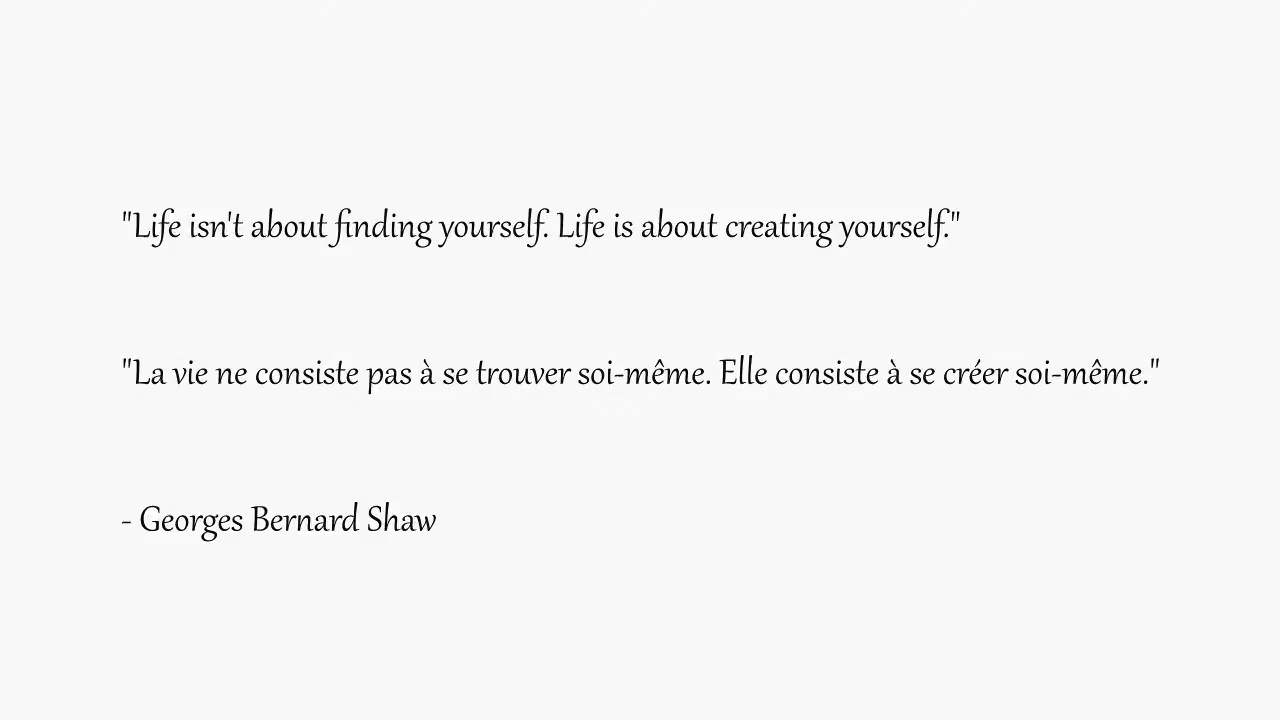 "Life isn't about finding yourself. Life is about creating yourself."
"La vie ne consiste pas à se trouver soi-même. Elle consiste à se créer soi-même."
- Georges Bernard Shaw